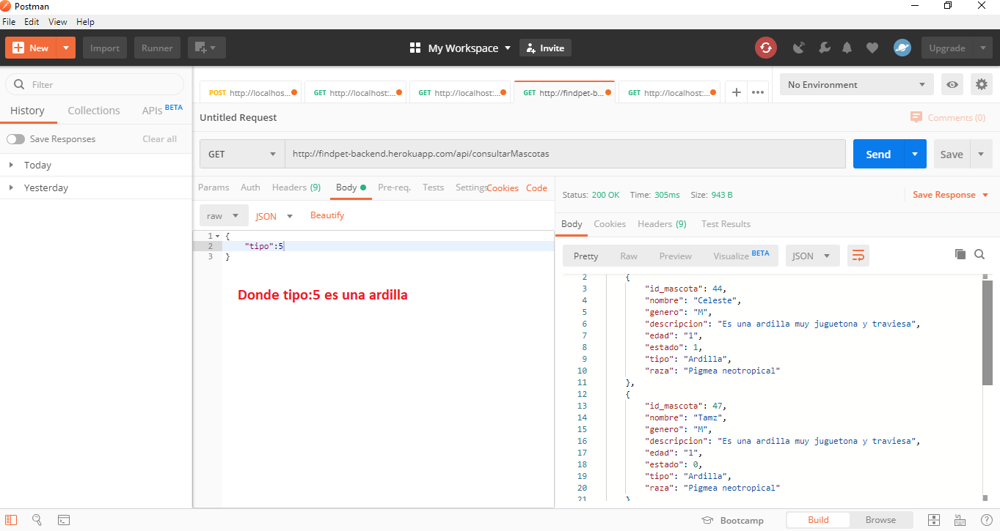 Postman
File Edit View Help
New Import Runner My Workspace Invite Upgrade
Filter
History Collections APIs BETA
Save Responses Clear all
Today
Yesterday
POST http://localhos... GET http://localhost:... GET http://localhost:... GET http://findpet-b... GET http://localhost:...
No Environment
Untitled Request
Comments (0)
GET http://findpet-backend.herokuapp.com/api/consultarMascotas
Send Save
Params Auth Headers (9) Body Pre-req. Tests Settings Cookies Code
raw JSON Beautify
1 {
2 "tipo":5
3 }
Donde tipo:5 es una ardilla
Status: 200 OK Time: 305ms Size: 943 B
Save Response
Body Cookies Headers (9) Test Results
Pretty Raw Preview Visualize BETA JSON
2 {
3 "id_mascota": 44,
4 "nombre": "Celeste",
5 "genero": "M",
6 "descripcion": "Es una ardilla muy juguetona y traviesa",
7 "edad": "1",
8 "estado": 1,
9 "tipo": "Ardilla",
10 "raza": "Pigmea neotropical"
11 },
12 {
13 "id_mascota": 47,
14 "nombre": "Tamz",
15 "genero": "M",
16 "descripcion": "Es una ardilla muy juguetona y traviesa",
17 "edad": "1",
18 "estado": 0,
19 "tipo": "Ardilla",
20 "raza": "Pigmea neotropical"
21 }
Bootcamp Build Browse